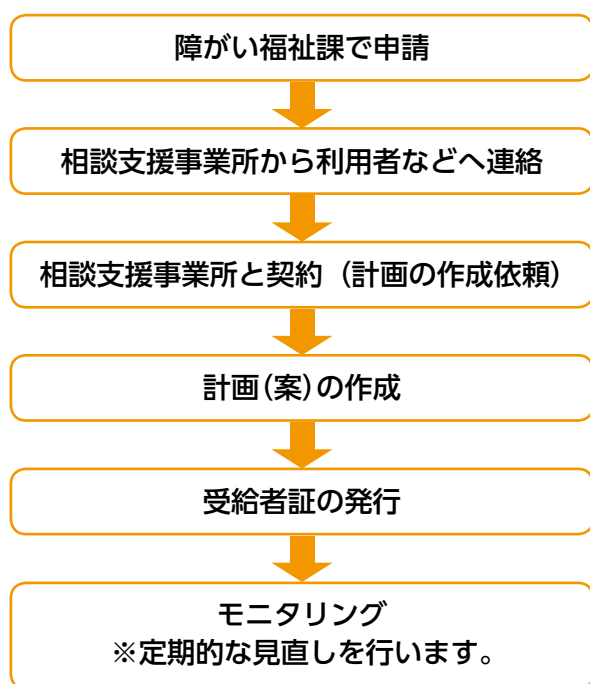 障がい福祉課で申請
相談支援事業所から利用者などへ連絡
相談支援事業所と契約（計画の作成依頼）
計画（案）の作成
受給者証の発行
モニタリング
※定期的な見直しを行います。